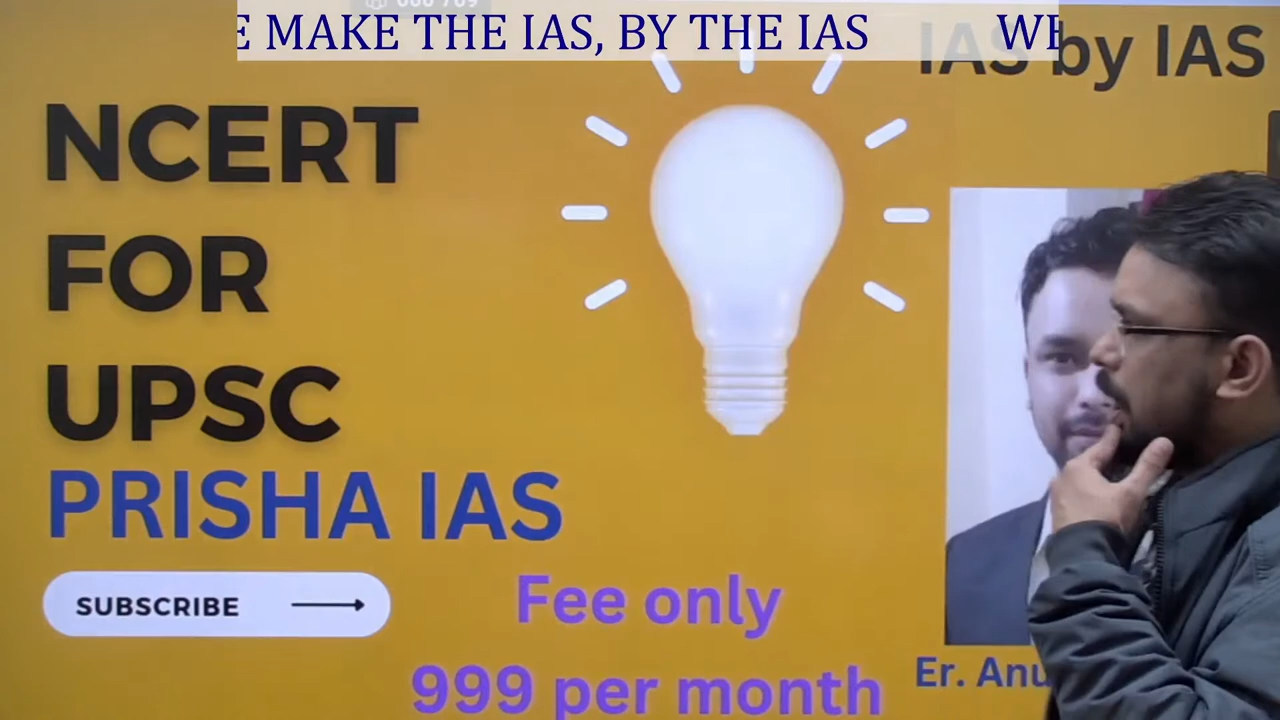 E MAKE THE IAS, BY THE IAS WE
IAS by IAS
NCERT
FOR
UPSC
PRISHA IAS
SUBSCRIBE
Fee only
999 per month
Er. Anu